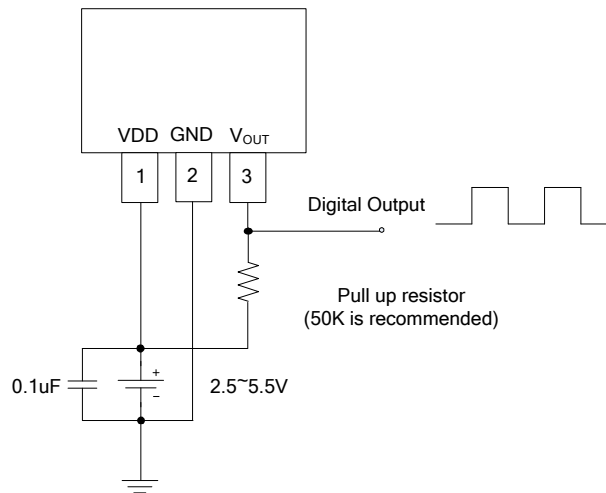 VDD GND VOUT
1 2 3
Digital Output
Pull up resistor
(50K is recommended)
+
0.1uF 2.5~5.5V
−